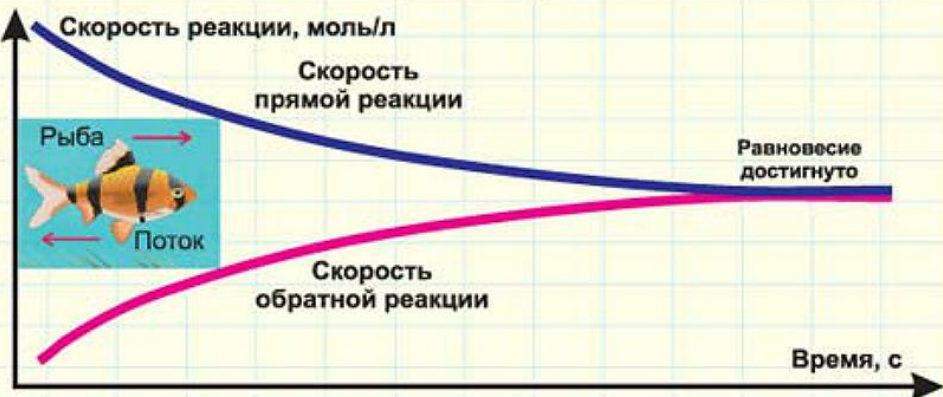 Скорость реакции, моль/л
Скорость
прямой реакции
Рыба
Равновесие
достигнуто
Поток
Скорость
обратной реакции
Время, с